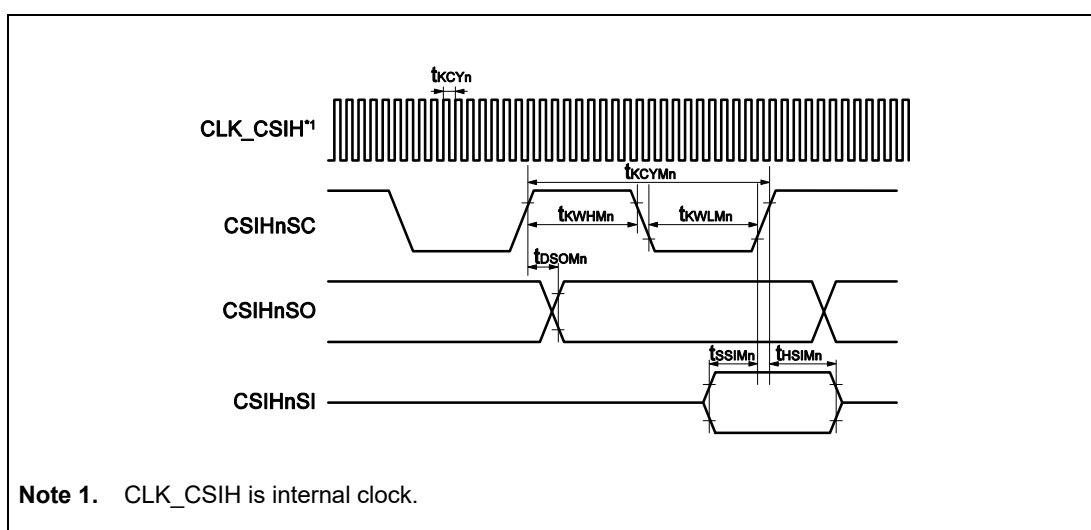 tKCYn
CLK_CSIH*1
tKCYMn
CSIHnSC
tKWHMn
tKWLMn
tDSOMn
CSIHnSO
tSSIMn
tHSIMn
CSIHnSI
Note 1. CLK_CSIH is internal clock.